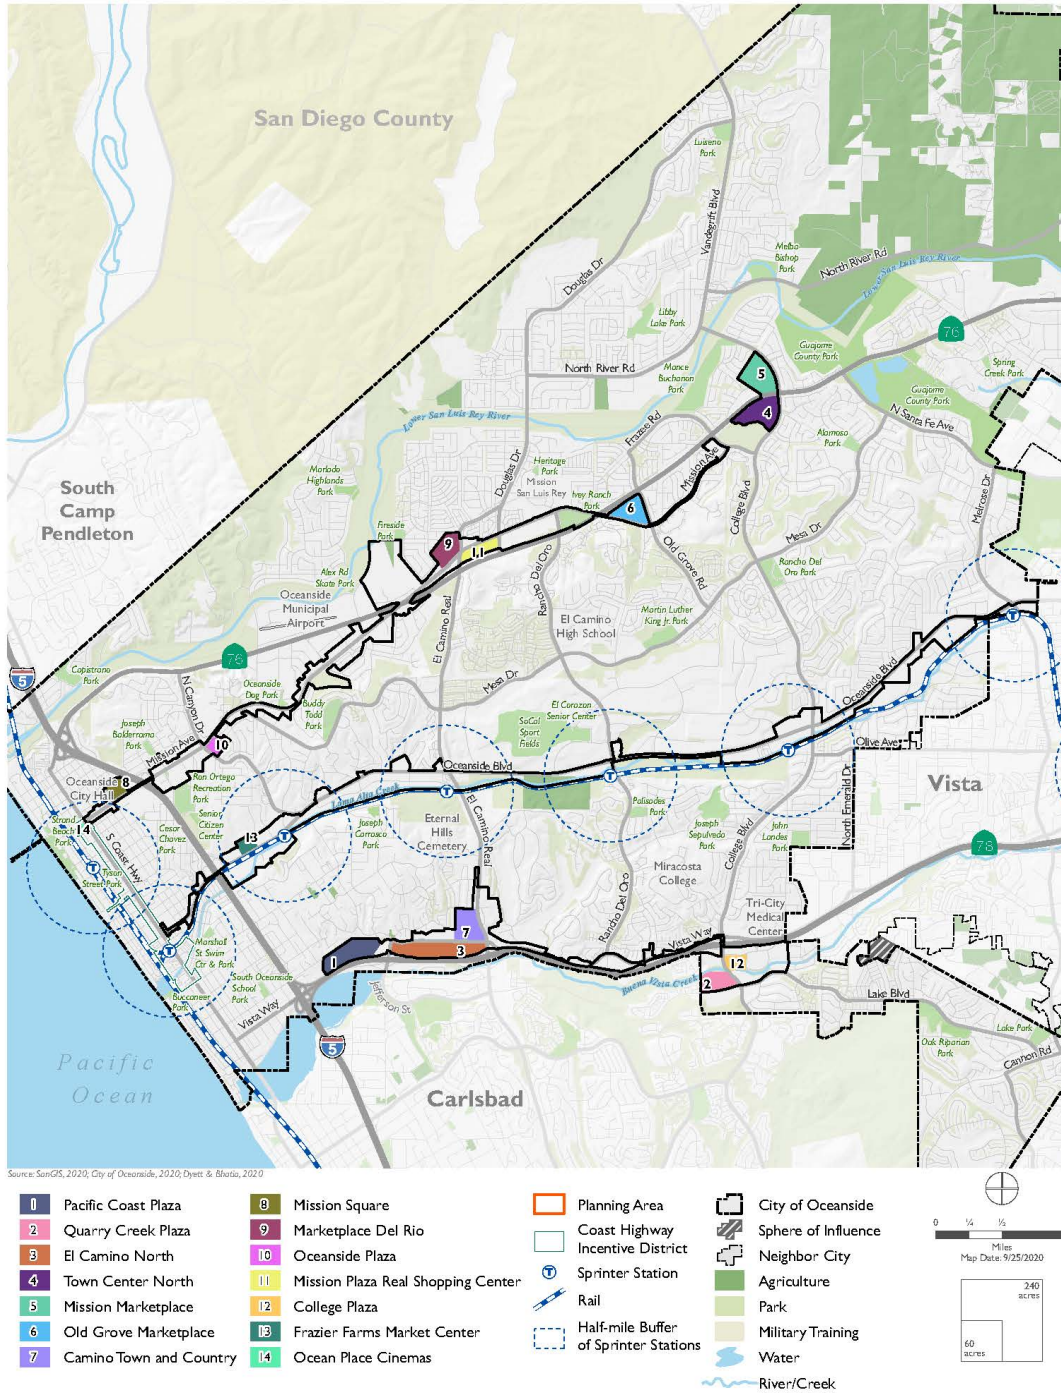 San Diego County
Luiseno
Park
Vandegrift Blvd
Douglas Dr
Melba
Bishop
Park
North River Rd
Lower San Luis Rey River
Libby
Lake Park
76
Guajome
County Park
Spring
Creek Park
North River Rd
Mance
Buchanon
Park
5
4
Guajome
County Park
N Santa Fe Ave
Lower San Luis Rey River
Frazee Rd
Alamosa
Park
South
Camp
Pendleton
Marlado
Highlands
Park
Douglas Dr
Heritage
Park
Mission
San Luis Rey
Mission Ave
College Blvd
Melrose Dr
Ivey Ranch
Park
6
Fireside
Park
9
11
Mesa Dr
Old Grove Rd
Rancho Del
Oro Park
Alex Rd
Skate Park
Oceanside
Municipal
Airport
El Camino Real
Rancho Del Oro
El Camino
High School
Martin Luther
King Jr. Park
76
5
Capistrano
Park
N Canyon Dr
Oceanside
Dog Park
Mesa Dr
Oceanside Blvd
Buddy
Todd
Park
El Corazon
Senior Center
SoCal
Sport
Fields
Joseph
Balderrama
Park
Mission Ave
10
Olive Ave
Oceanside
City Hall
8
Ron Ortega
Recreation
Park
Oceanside Blvd
Loma Alta Creek
North Emerald Dr
Vista
Strand
Beach
Park
14
Senior
Citizen
Center
Cesar
Chavez
Park
13
Joseph
Carrasco
Park
Eternal
Hills
Cemetery
El Camino Real
Palisades
Park
Joseph
Sepulveda
Park
College Blvd
John
Landes
Park
78
S Coast Hwy
Tyson
Street Park
Miracosta
College
Rancho Del Oro
Tri-City
Medical
Center
Marshall
St Swim
Ctr & Park
7
3
1
Vista Way
12
2
Buena Vista Creek
Lake Blvd
South Oceanside
School
Park
Buccaneer
Park
Vista Way
Jefferson St
5
Lake Park
Oak Riparian
Park
Cannon Rd
Pacific
Ocean
Carlsbad
Source: SanGIS, 2020; City of Oceanside, 2020; Dyett & Bhatia, 2020
1 Pacific Coast Plaza
2 Quarry Creek Plaza
3 El Camino North
4 Town Center North
5 Mission Marketplace
6 Old Grove Marketplace
7 Camino Town and Country
8 Mission Square
9 Marketplace Del Rio
10 Oceanside Plaza
11 Mission Plaza Real Shopping Center
12 College Plaza
13 Frazier Farms Market Center
14 Ocean Place Cinemas
Planning Area
Coast Highway
Incentive District
T Sprinter Station
Rail
Half-mile Buffer
of Sprinter Stations
City of Oceanside
Sphere of Influence
Neighbor City
Agriculture
Park
Military Training
Water
River/Creek
0 ¼ ½
Miles
Map Date: 9/25/2020
240
acres
60
acres